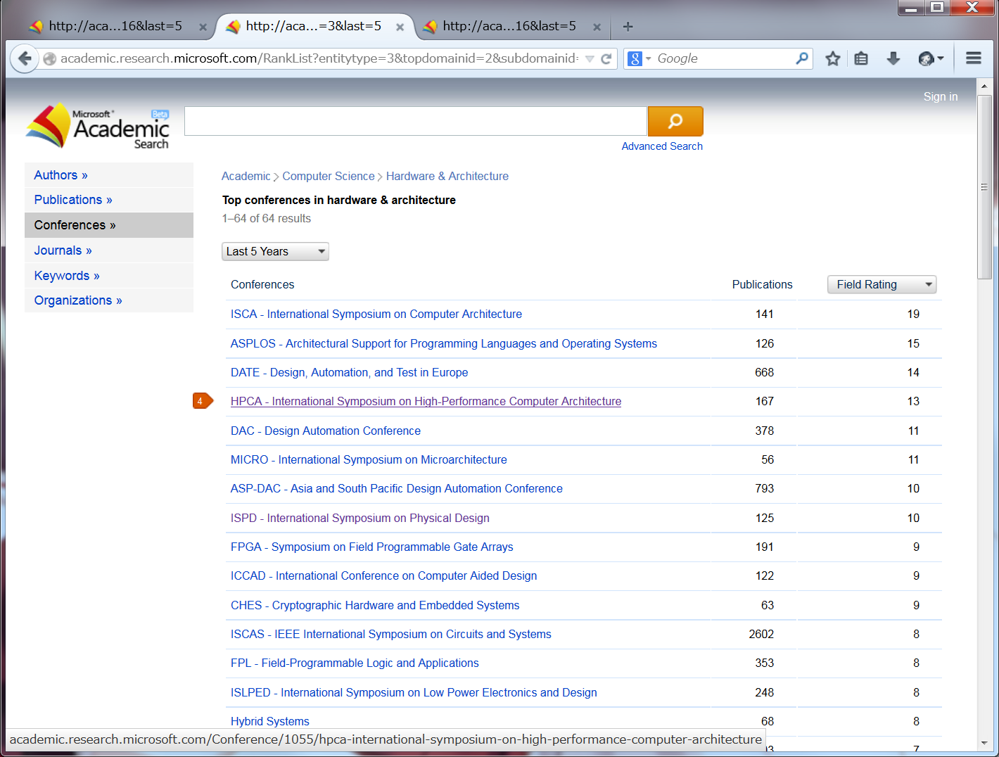 http://aca...16&last=5
http://aca...=3&last=5
http://aca...16&last=5
academic.research.microsoft.com/RankList?entitytype=3&topdomainid=2&subdomainid=
Google
Sign in
Microsoft
Beta
Academic
Search
Advanced Search
Authors »
Publications »
Conferences »
Journals »
Keywords »
Organizations »
Academic > Computer Science > Hardware & Architecture
Top conferences in hardware & architecture
1–64 of 64 results
Last 5 Years
Conferences Publications Field Rating
ISCA - International Symposium on Computer Architecture 141 19
ASPLOS - Architectural Support for Programming Languages and Operating Systems 126 15
DATE - Design, Automation, and Test in Europe 668 14
4 HPCA - International Symposium on High-Performance Computer Architecture 167 13
DAC - Design Automation Conference 378 11
MICRO - International Symposium on Microarchitecture 56 11
ASP-DAC - Asia and South Pacific Design Automation Conference 793 10
ISPD - International Symposium on Physical Design 125 10
FPGA - Symposium on Field Programmable Gate Arrays 191 9
ICCAD - International Conference on Computer Aided Design 122 9
CHES - Cryptographic Hardware and Embedded Systems 63 9
ISCAS - IEEE International Symposium on Circuits and Systems 2602 8
FPL - Field-Programmable Logic and Applications 353 8
ISLPED - International Symposium on Low Power Electronics and Design 248 8
Hybrid Systems 68 8
academic.research.microsoft.com/Conference/1055/hpca-international-symposium-on-high-performance-computer-architecture
7